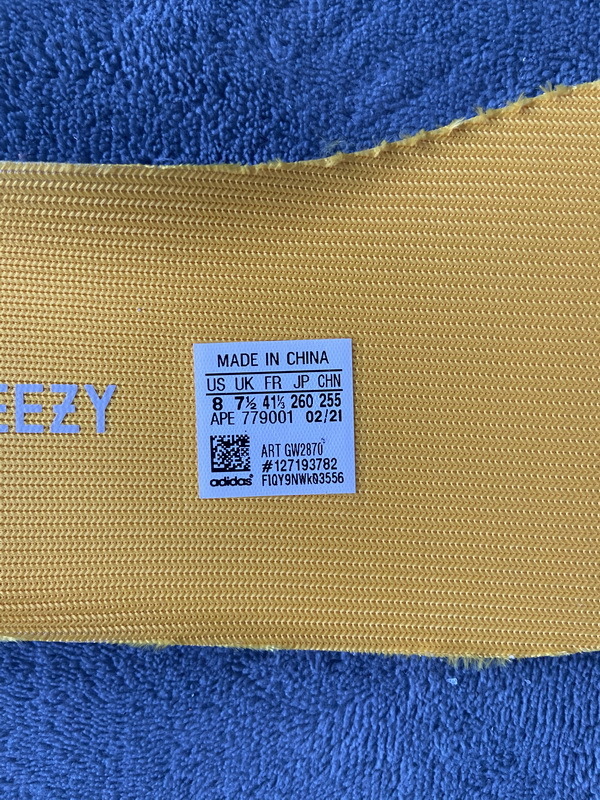 EEZY
MADE IN CHINA
US UK FR JP CHN
8 7½ 41⅓ 260 255
APE 779001 02/21
ART GW2870
#127193782
adidas F1QY9NWk03556